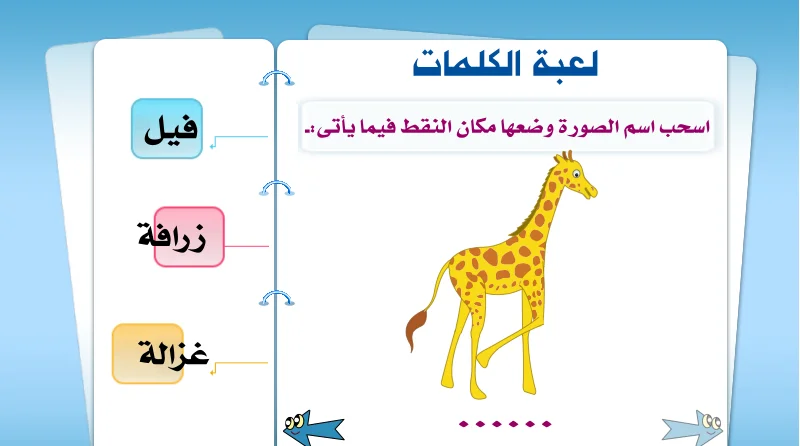 لعبة الكلمات
اسحب اسم الصورة وضعها مكان النقط فيما يأتى :ـ
فيل
زرافة
غزالة